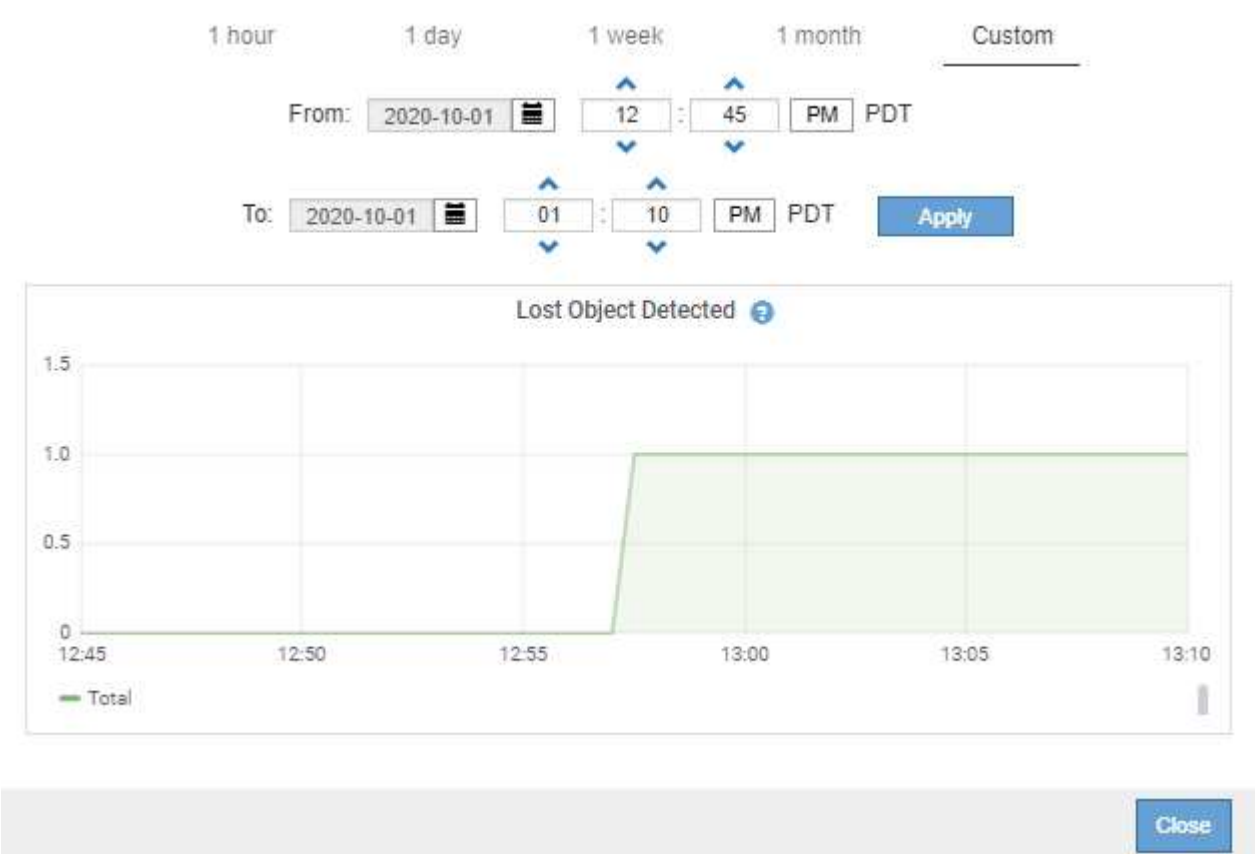 1 hour 1 day 1 week 1 month Custom
From: 2020-10-01 12 : 45 PM PDT
To: 2020-10-01 01 : 10 PM PDT Apply
Lost Object Detected ?
1.5
1.0
0.5
0
12:45 12:50 12:55 13:00 13:05 13:10
Total
Close